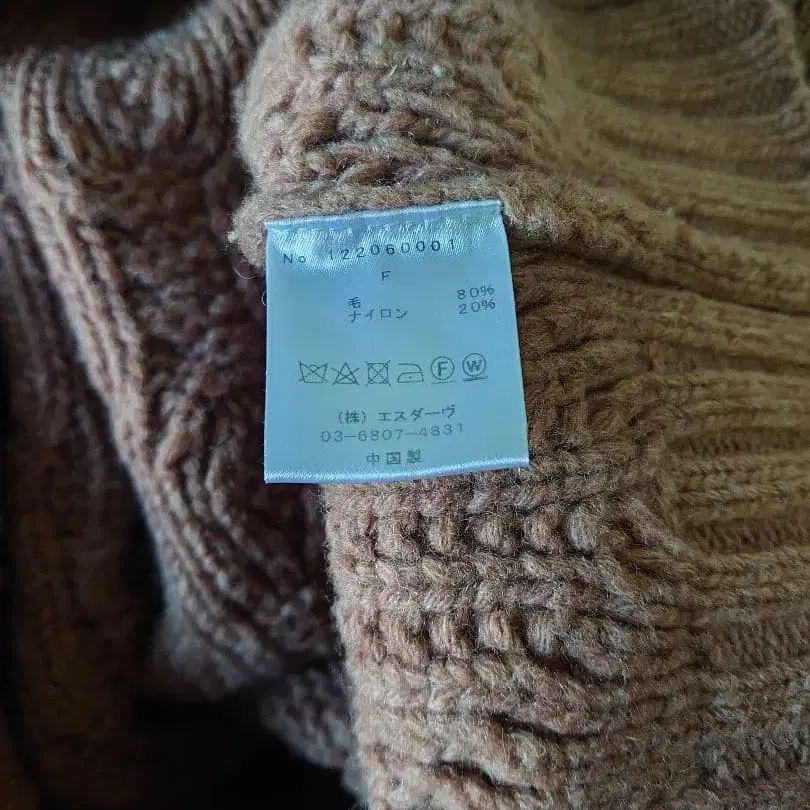 No 122060001
F
毛 80%
ナイロン 20%
F W
(株) エスダーヴ
03-6807-4831
中国製